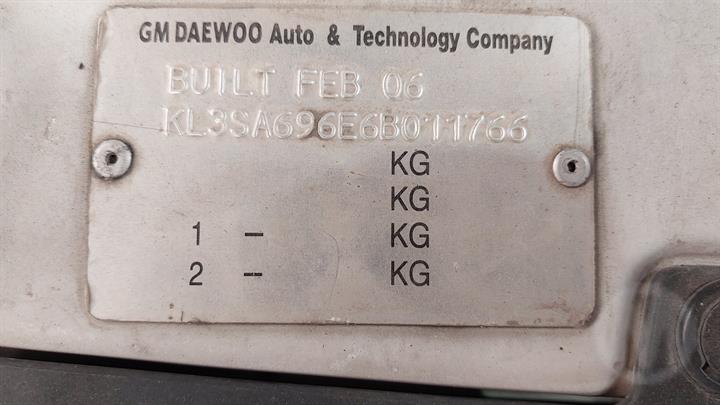 GM DAEWOO Auto & Technology Company
BUILT FEB 06
KL3SA696E6B011766
KG
KG
1 - KG
2 - KG